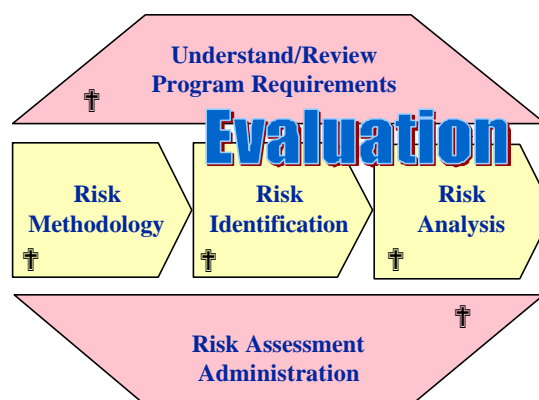 Understand/Review
Program Requirements
✝
Evaluation
Risk
Methodology
✝
Risk
Identification
✝
Risk
Analysis
✝
✝
Risk Assessment
Administration